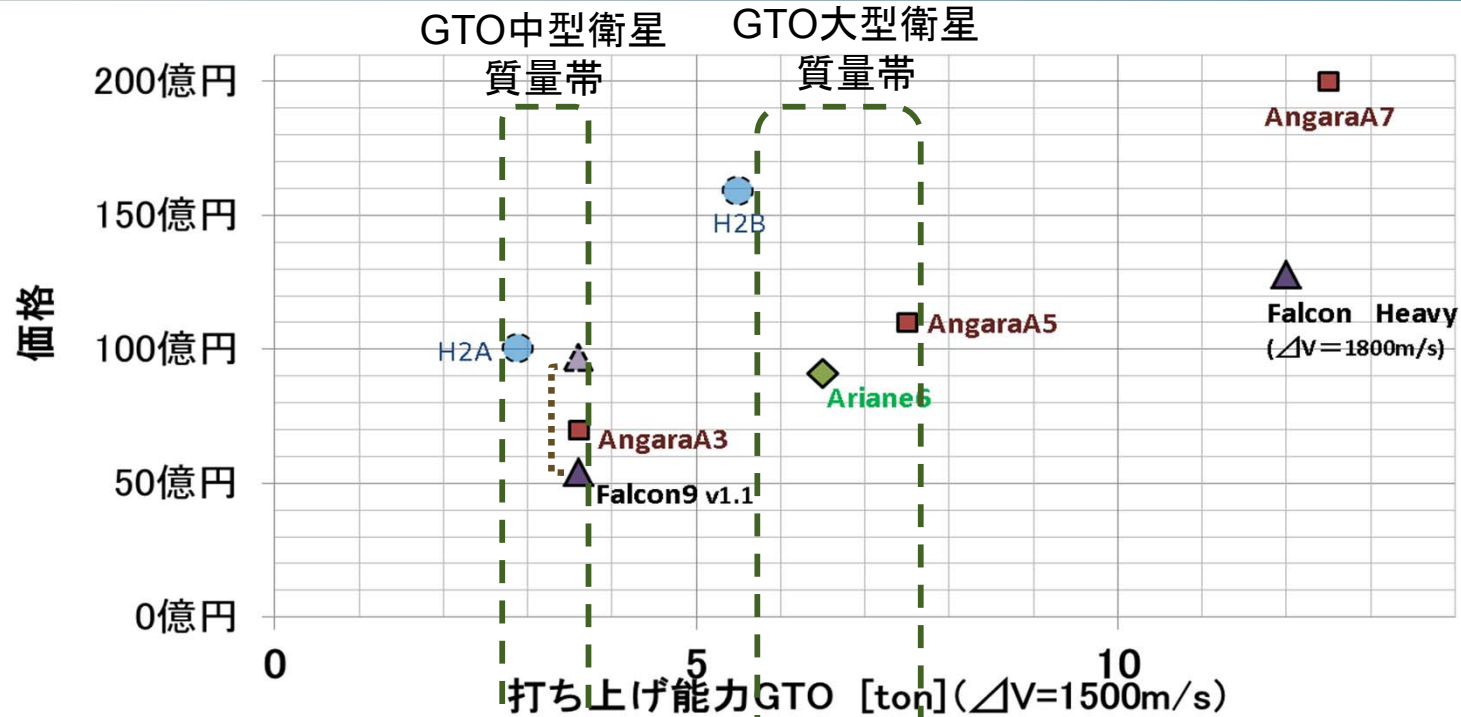 GTO中型衛星
質量帯
GTO大型衛星
質量帯
200億円
150億円
100億円
50億円
0億円
価格
AngaraA7
H2B
Falcon Heavy
(⊿V=1800m/s)
AngaraA5
H2A
Ariane6
AngaraA3
Falcon9 v1.1
0
5
10
打ち上げ能力GTO [ton](⊿V=1500m/s)